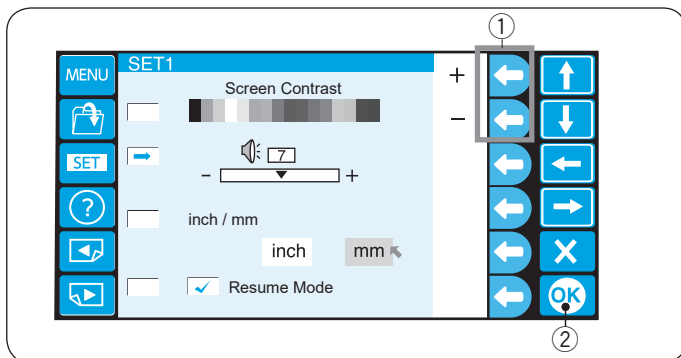 ①
MENU
SET1
Screen Contrast
+
−
SET
7
- +
?
inch / mm
inch mm
Resume Mode
OK
②